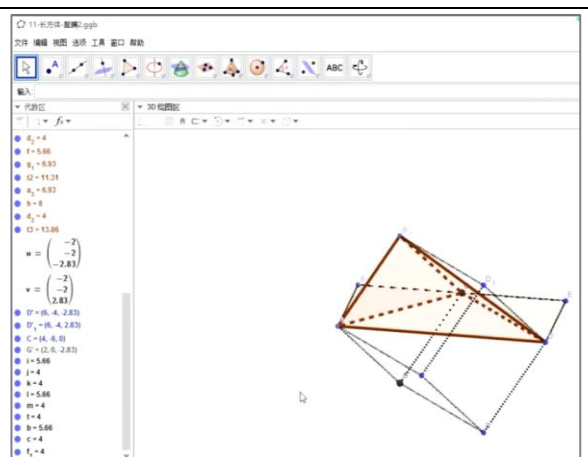 11-长方体-配图2.ggb
文件 编辑 视图 选项 工具 窗口 帮助
ABC
输入:
代数区
3D 绘图区
d₂ = 4
f = 5.66
g₁ = 6.93
t2 = 11.31
a₂ = 6.93
h = 8
d₃ = 4
t3 = 13.86
u = ( -2 -2 -2.83 )
v = ( -2 -2 2.83 )
D' = (6, -4, -2.83)
D'₁ = (6, -4, 2.83)
C = (4, -6, 0)
G' = (2, 0, -2.83)
i = 5.66
j = 4
k = 4
l = 5.66
m = 4
t = 4
b = 5.66
c = 4
f₁ = 4